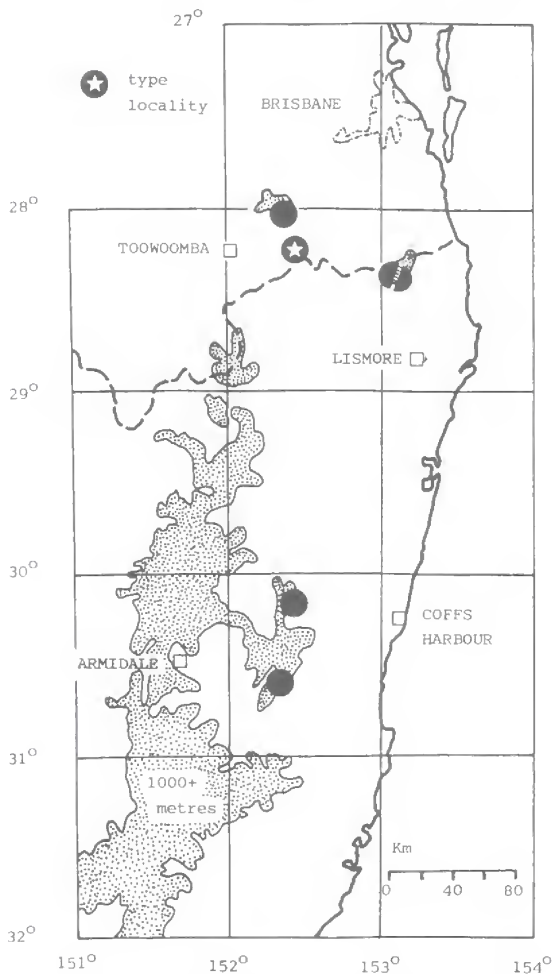 27°
type
locality
BRISBANE
28°
TOOWOOMBA
LISMORE
29°
30°
COFFS
HARBOUR
ARMIDALE
31°
1000+
metres
Km
0 40 80
32°
151° 152° 153° 154°